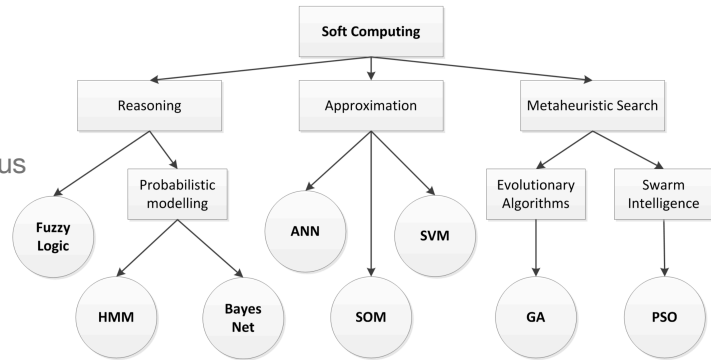 Soft Computing
Reasoning
Approximation
Metaheuristic Search
us
Probabilistic
modelling
Evolutionary
Algorithms
Swarm
Intelligence
Fuzzy
Logic
ANN
SVM
HMM
Bayes
Net
SOM
GA
PSO